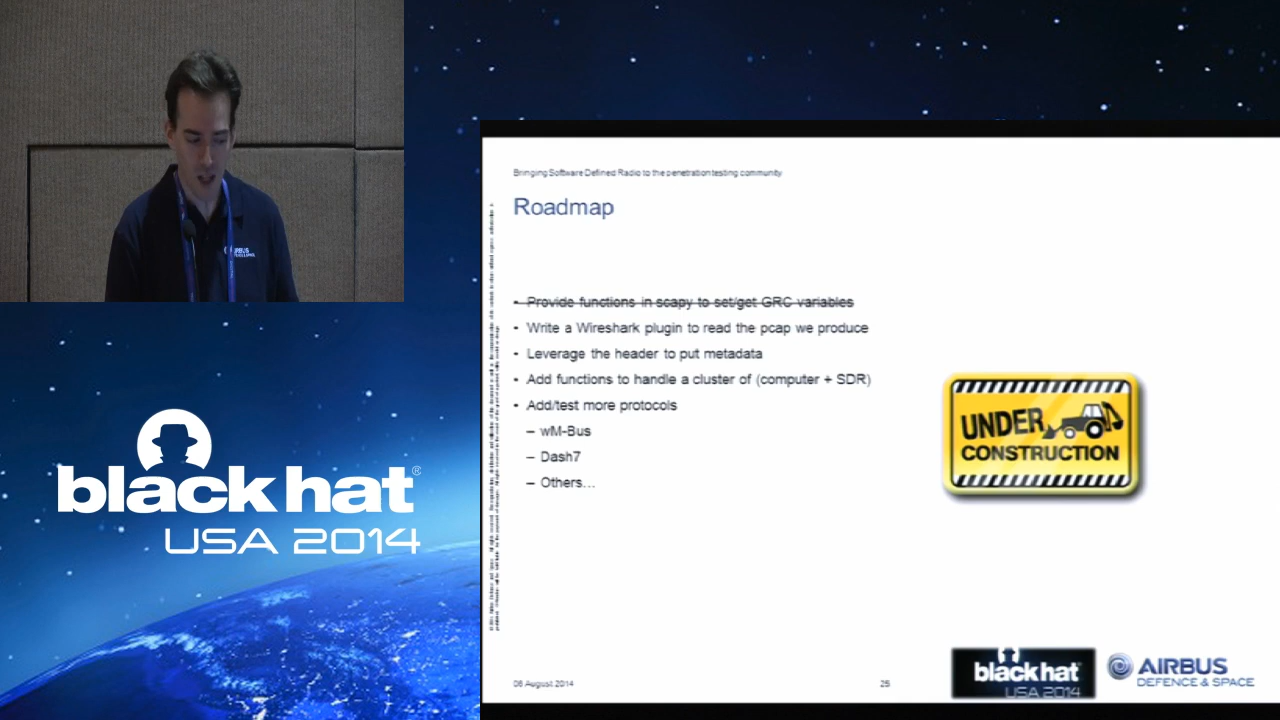 AIRBUS
black hat®
USA 2014
Bringing Software Defined Radio to the penetration testing community
Roadmap
• Provide functions in scapy to set/get GRC variables
• Write a Wireshark plugin to read the pcap we produce
• Leverage the header to put metadata
• Add functions to handle a cluster of (computer + SDR)
• Add/test more protocols
– wM-Bus
– Dash7
– Others...
UNDER
CONSTRUCTION
06 August 2014
25
black hat
USA 2014
AIRBUS
DEFENCE & SPACE